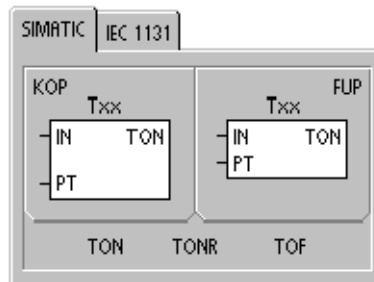 SIMATIC IEC 1131
KOP FUP
Txx Txx
IN TON IN TON
PT PT
TON TONR TOF